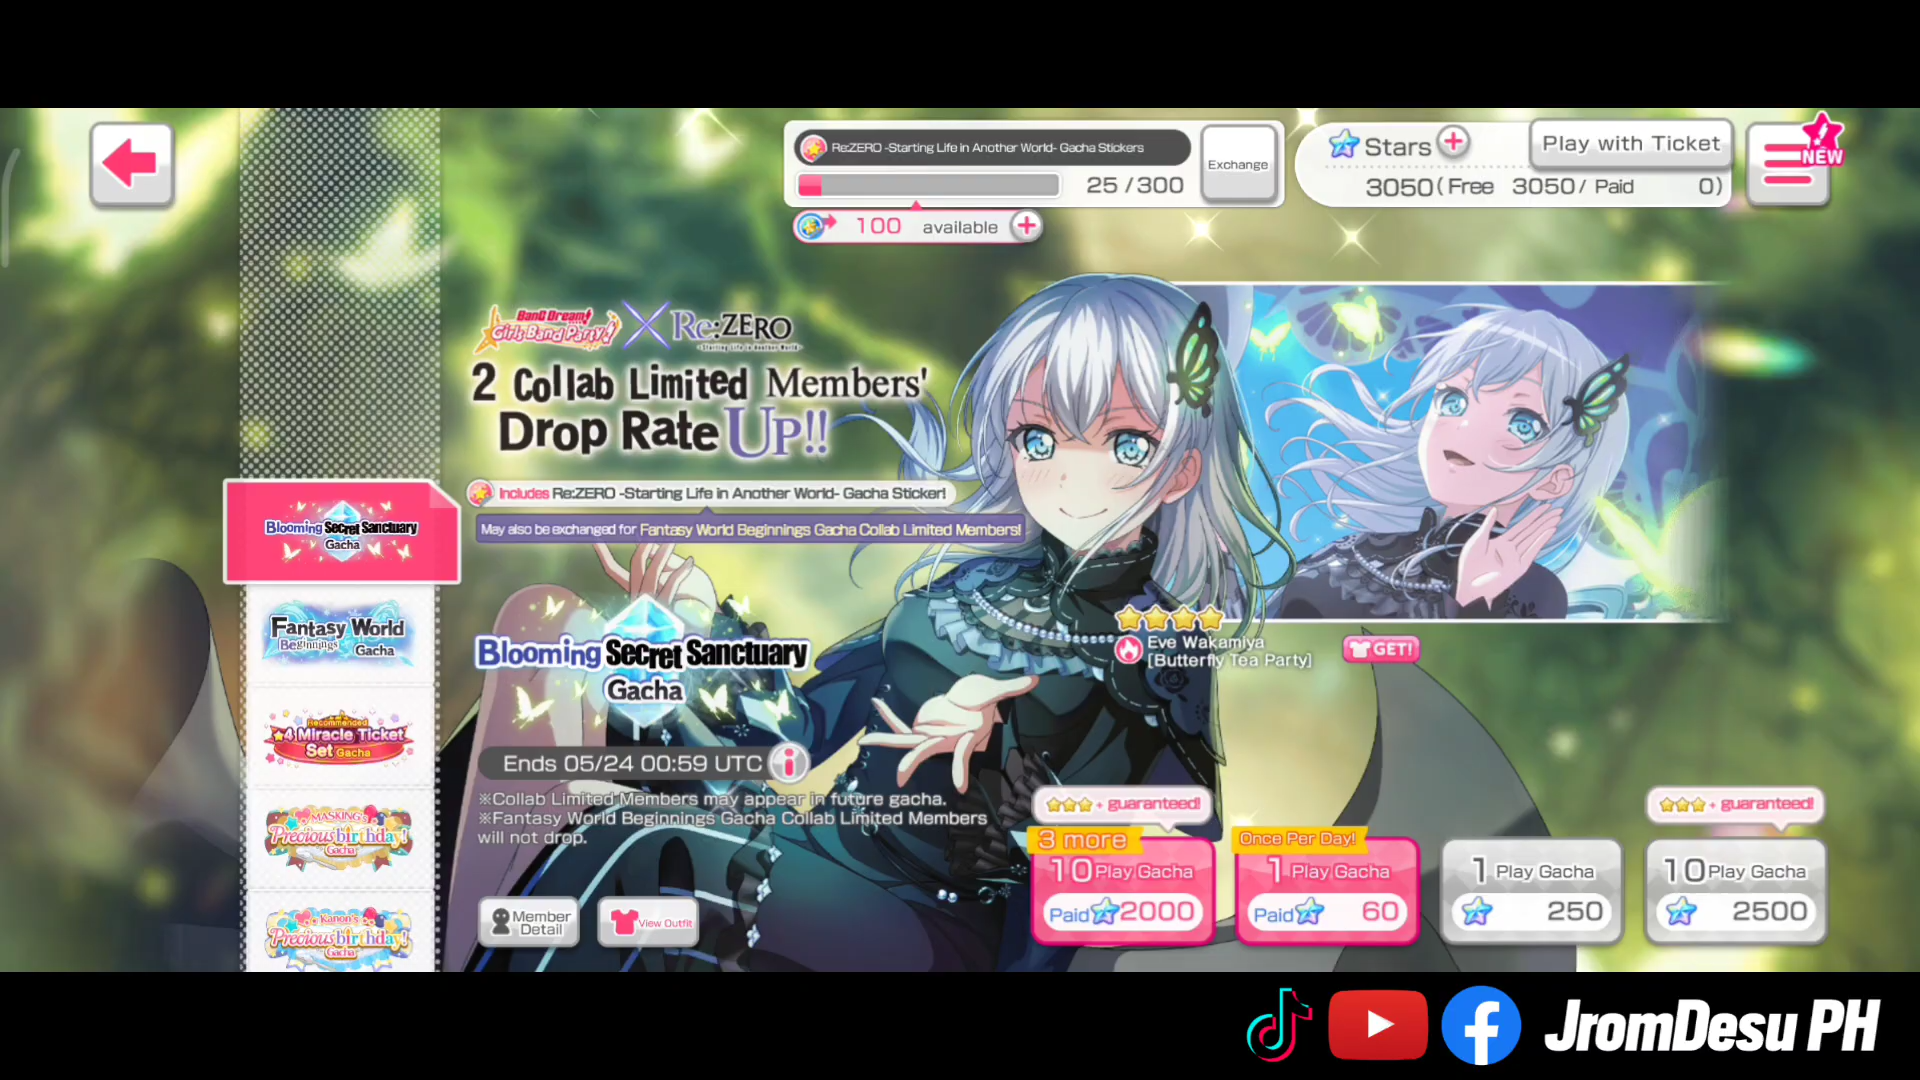 Re:ZERO -Starting Life in Another World- Gacha Stickers
25 / 300
Exchange
100 available
Stars
3050( Free 3050/ Paid 0)
Play with Ticket
NEW
BanG Dream!
Girls Band Party!
Re:ZERO
-Starting Life in Another World-
2 Collab Limited Members'
Drop Rate UP!!
Includes Re:ZERO -Starting Life in Another World- Gacha Sticker!
May also be exchanged for Fantasy World Beginnings Gacha Collab Limited Members!
Blooming Secret Sanctuary
Gacha
Fantasy World
Beginnings Gacha
Recommended
★4 Miracle Ticket
Set Gacha
MASKING's
Precious birthday!
Gacha
Kanon's
Precious birthday!
Gacha
Blooming Secret Sanctuary
Gacha
Eve Wakamiya
[Butterfly Tea Party]
GET!
Ends 05/24 00:59 UTC
※Collab Limited Members may appear in future gacha.
※Fantasy World Beginnings Gacha Collab Limited Members
will not drop.
Member
Detail
View Outfit
★★★+ guaranteed!
3 more
10 Play Gacha
Paid 2000
Once Per Day!
1 Play Gacha
Paid 60
1 Play Gacha
250
★★★+ guaranteed!
10 Play Gacha
2500
JromDesu PH